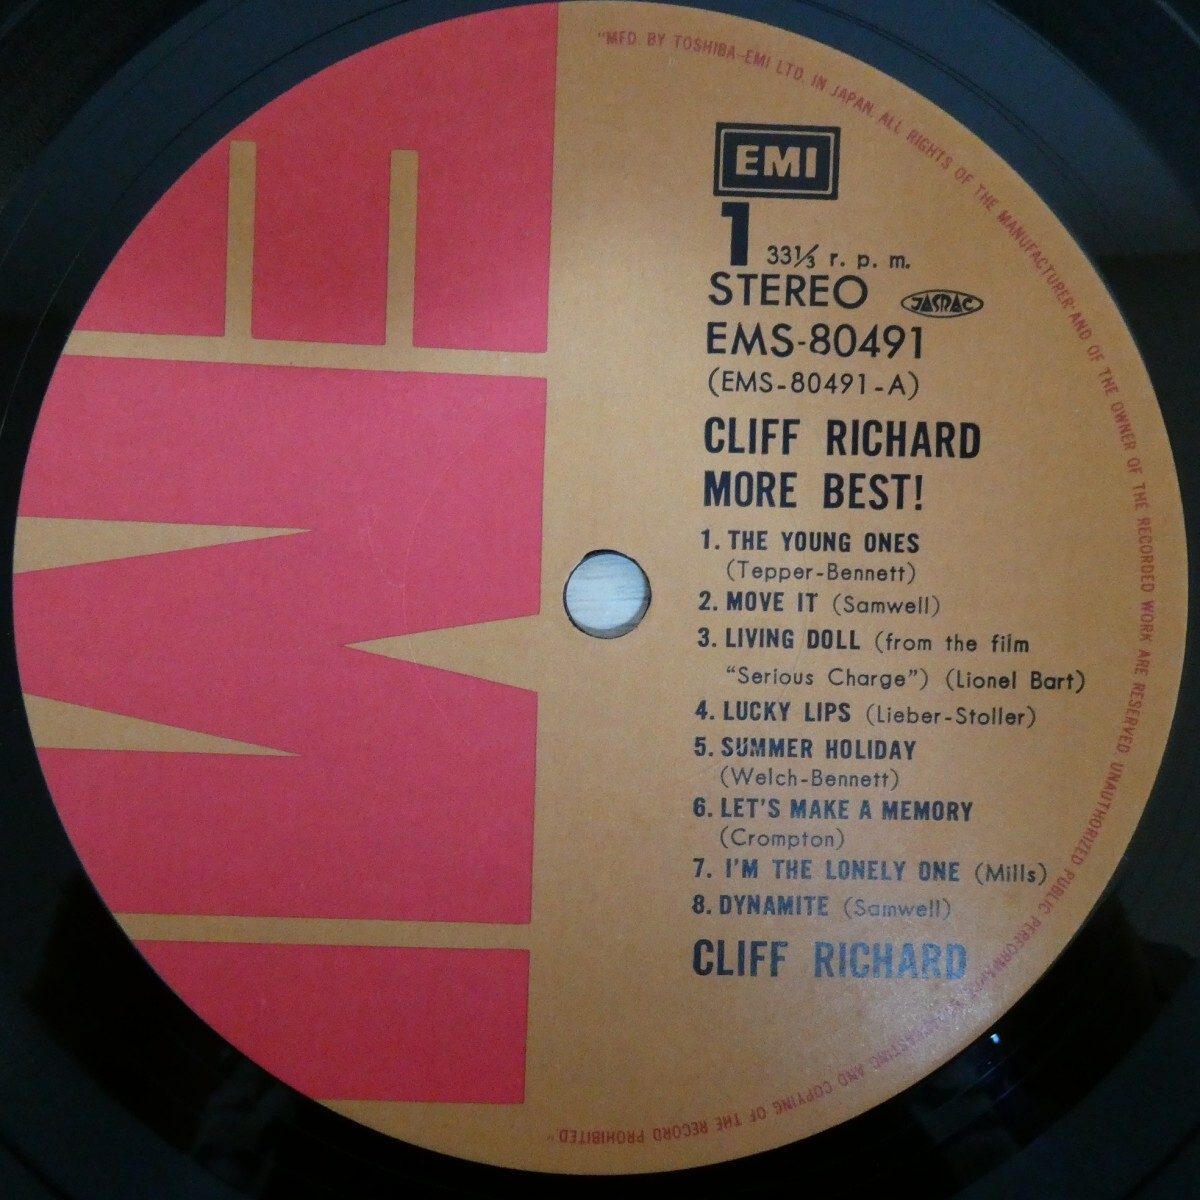 "MFD. BY TOSHIBA-EMI LTD. IN JAPAN. ALL RIGHTS OF THE MANUFACTURER AND OF THE OWNER OF THE RECORDED WORK ARE RESERVED. UNAUTHORIZED PUBLIC PERFORMANCE BROADCASTING AND COPYING OF THE RECORD PROHIBITED."
EMI
EMI
1 33⅓ r. p. m.
STEREO JASRAC
EMS-80491
(EMS-80491-A)
CLIFF RICHARD
MORE BEST!
1. THE YOUNG ONES
(Tepper-Bennett)
2. MOVE IT (Samwell)
3. LIVING DOLL (from the film
"Serious Charge") (Lionel Bart)
4. LUCKY LIPS (Lieber-Stoller)
5. SUMMER HOLIDAY
(Welch-Bennett)
6. LET'S MAKE A MEMORY
(Crompton)
7. I'M THE LONELY ONE (Mills)
8. DYNAMITE (Samwell)
CLIFF RICHARD